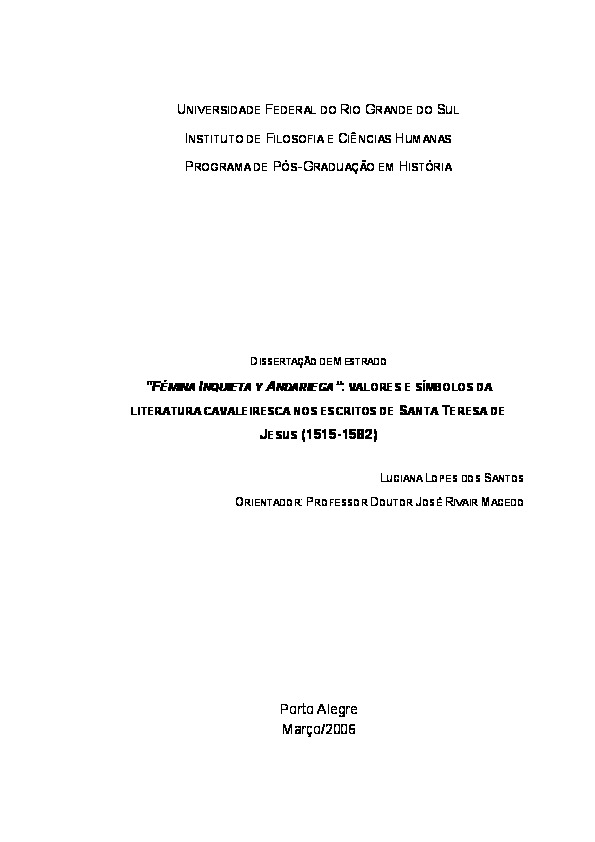 UNIVERSIDADE FEDERAL DO RIO GRANDE DO SUL
INSTITUTO DE FILOSOFIA E CIÊNCIAS HUMANAS
PROGRAMA DE PÓS-GRADUAÇÃO EM HISTÓRIA
DISSERTAÇÃO DE MESTRADO
"FÉMINA INQUIETA Y ANDARIEGA": VALORES E SÍMBOLOS DA
LITERATURA CAVALEIRESCA NOS ESCRITOS DE SANTA TERESA DE
JESUS (1515-1582)
LUCIANA LOPES DOS SANTOS
ORIENTADOR: PROFESSOR DOUTOR JOSÉ RIVAIR MACEDO
Porto Alegre
Março/2006